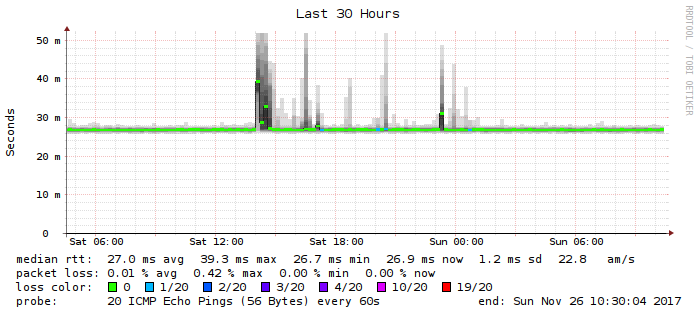 Last 30 Hours
RRDTOOL / TOBI OETIKER
Seconds
50 m
40 m
30 m
20 m
10 m
0
Sat 06:00 Sat 12:00 Sat 18:00 Sun 00:00 Sun 06:00
median rtt: 27.0 ms avg 39.3 ms max 26.7 ms min 26.9 ms now 1.2 ms sd 22.8 am/s
packet loss: 0.01 % avg 0.42 % max 0.00 % min 0.00 % now
loss color: 0 1/20 2/20 3/20 4/20 10/20 19/20
probe: 20 ICMP Echo Pings (56 Bytes) every 60s end: Sun Nov 26 10:30:04 2017